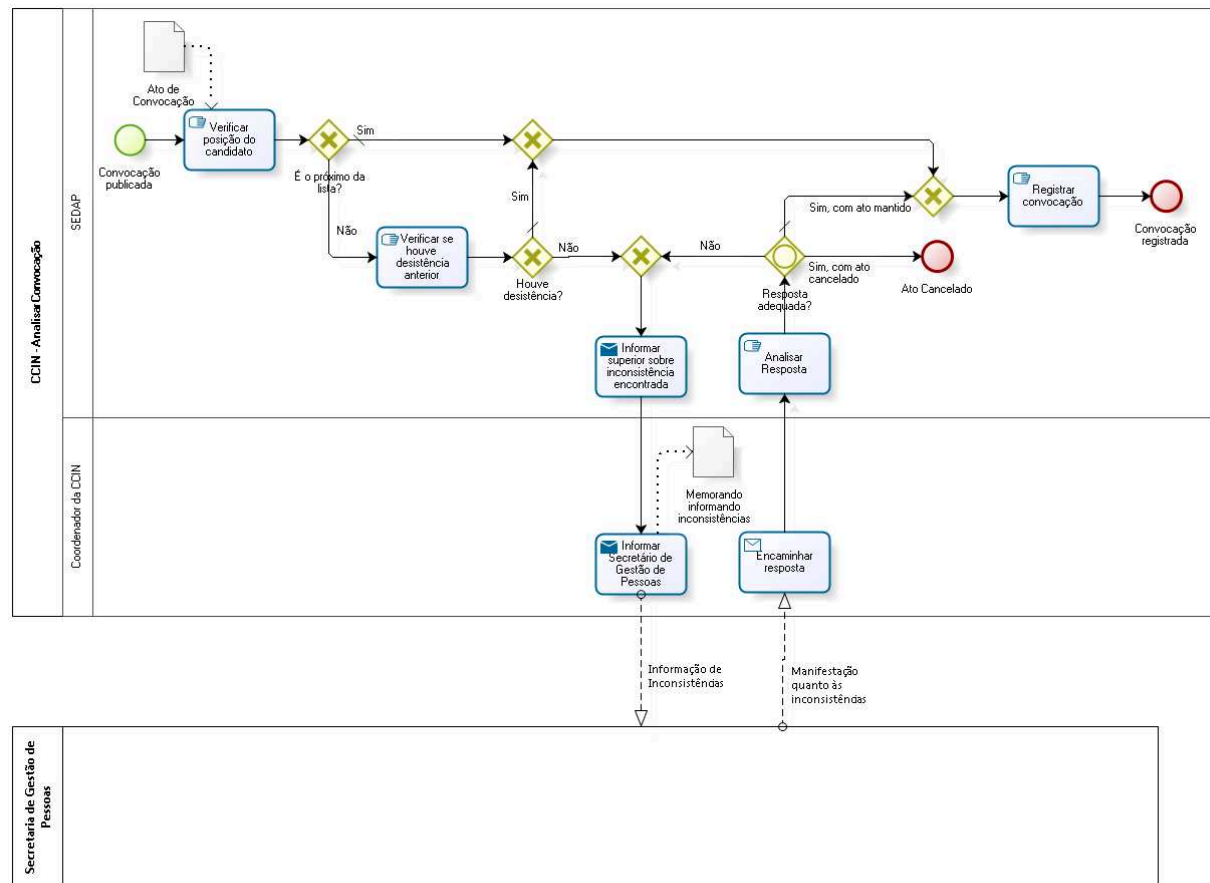 CCIN - Analisar Convocação
SEDAP
Ato de
Convocação
Convocação
publicada
Verificar
posição do
candidato
É o próximo da
lista?
Sim
Não
Verificar se
houve
desistência
anterior
Sim
Houve
desistência?
Não
Não
Resposta
adequada?
Sim, com ato mantido
Sim, com ato
cancelado
Ato Cancelado
Registrar
convocação
Convocação
registrada
Informar
superior sobre
inconsistência
encontrada
Analisar
Resposta
Coordenador da CCIN
Memorando
informando
inconsistências
Informar
Secretário de
Gestão de
Pessoas
Encaminhar
resposta
Informação de
Inconsistências
Manifestação
quanto às
inconsistências
Secretaria de Gestão de
Pessoas